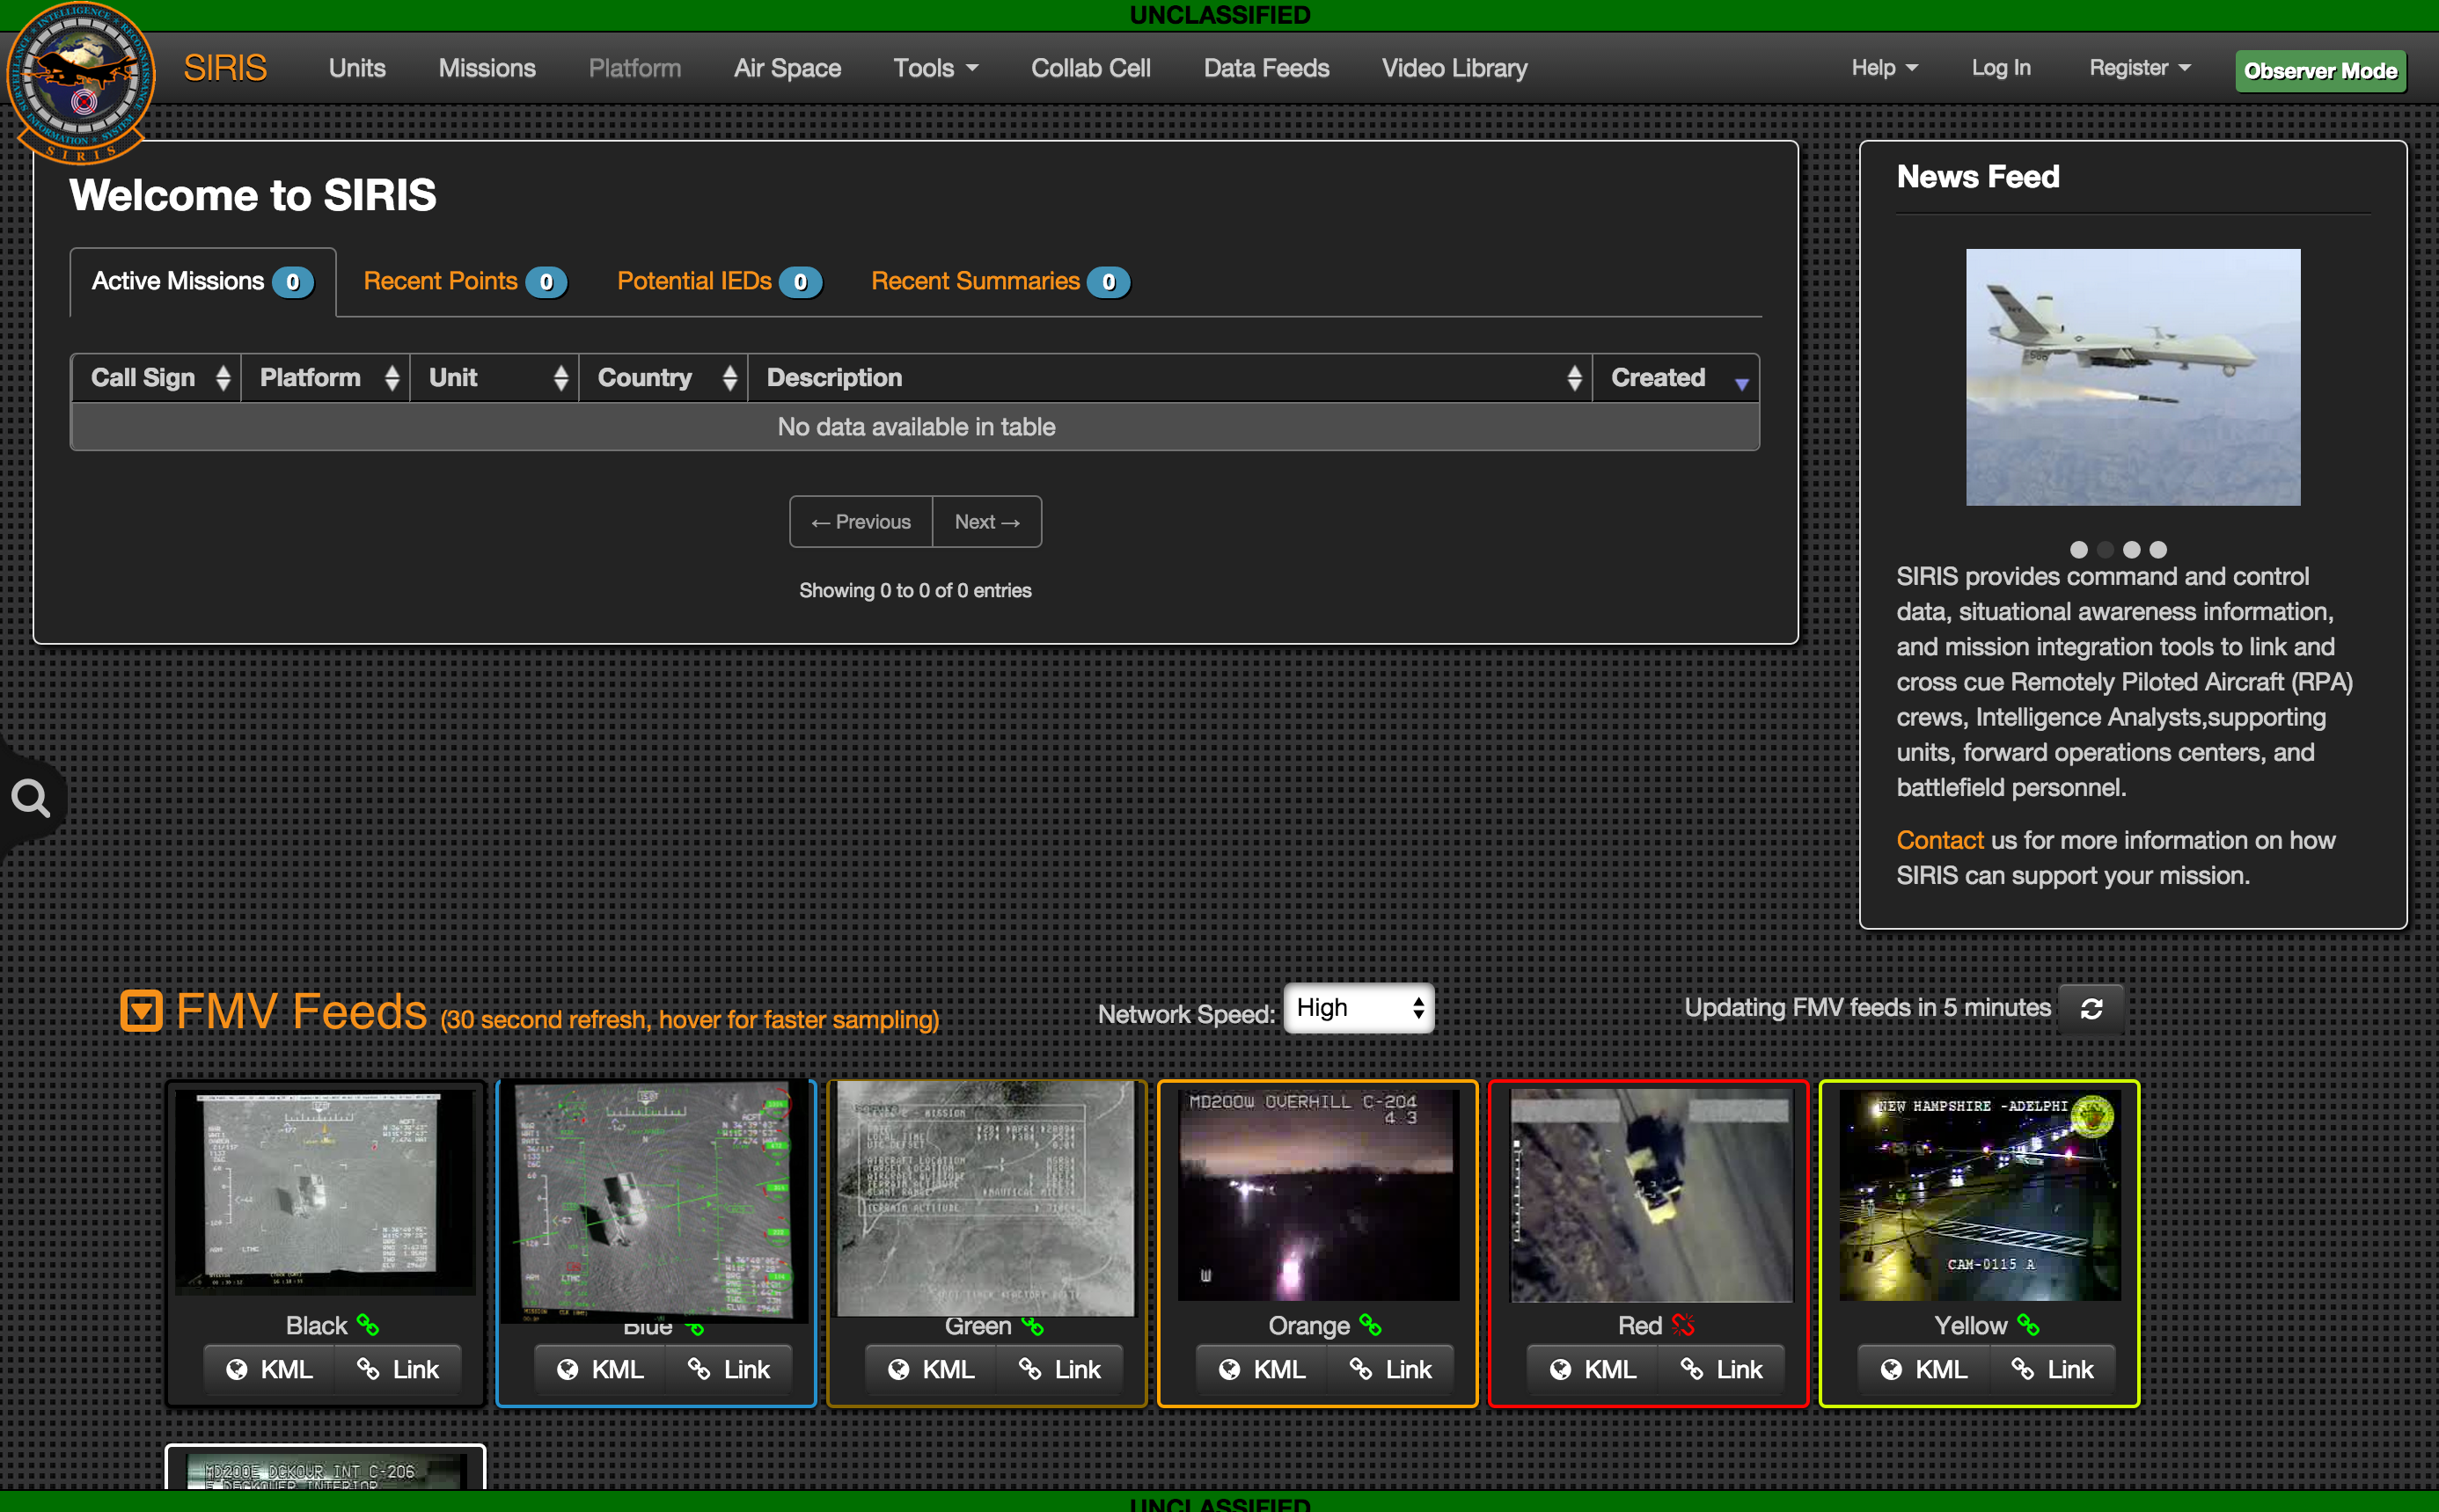 UNCLASSIFIED
SURVEILLANCE * INTELLIGENCE * RECONNAISSANCE
INFORMATION * SYSTEM
SIRIS
SIRIS
Units
Missions
Platform
Air Space
Tools
Collab Cell
Data Feeds
Video Library
Help
Log In
Register
Observer Mode
Welcome to SIRIS
Active Missions 0
Recent Points 0
Potential IEDs 0
Recent Summaries 0
Call Sign Platform Unit Country Description Created
No data available in table
← Previous Next →
Showing 0 to 0 of 0 entries
News Feed
SIRIS provides command and control
data, situational awareness information,
and mission integration tools to link and
cross cue Remotely Piloted Aircraft (RPA)
crews, Intelligence Analysts,supporting
units, forward operations centers, and
battlefield personnel.
Contact us for more information on how
SIRIS can support your mission.
FMV Feeds (30 second refresh, hover for faster sampling)
Network Speed: High
Updating FMV feeds in 5 minutes
MD200W OVERHILL C-204
4.3
W
NEW HAMPSHIRE -ADELPHI
CAM-0115 A
Black
KML Link
Blue
KML Link
Green
KML Link
Orange
KML Link
Red
KML Link
Yellow
KML Link
MD200E DCKOUR INT C-206
UNCLASSIFIED